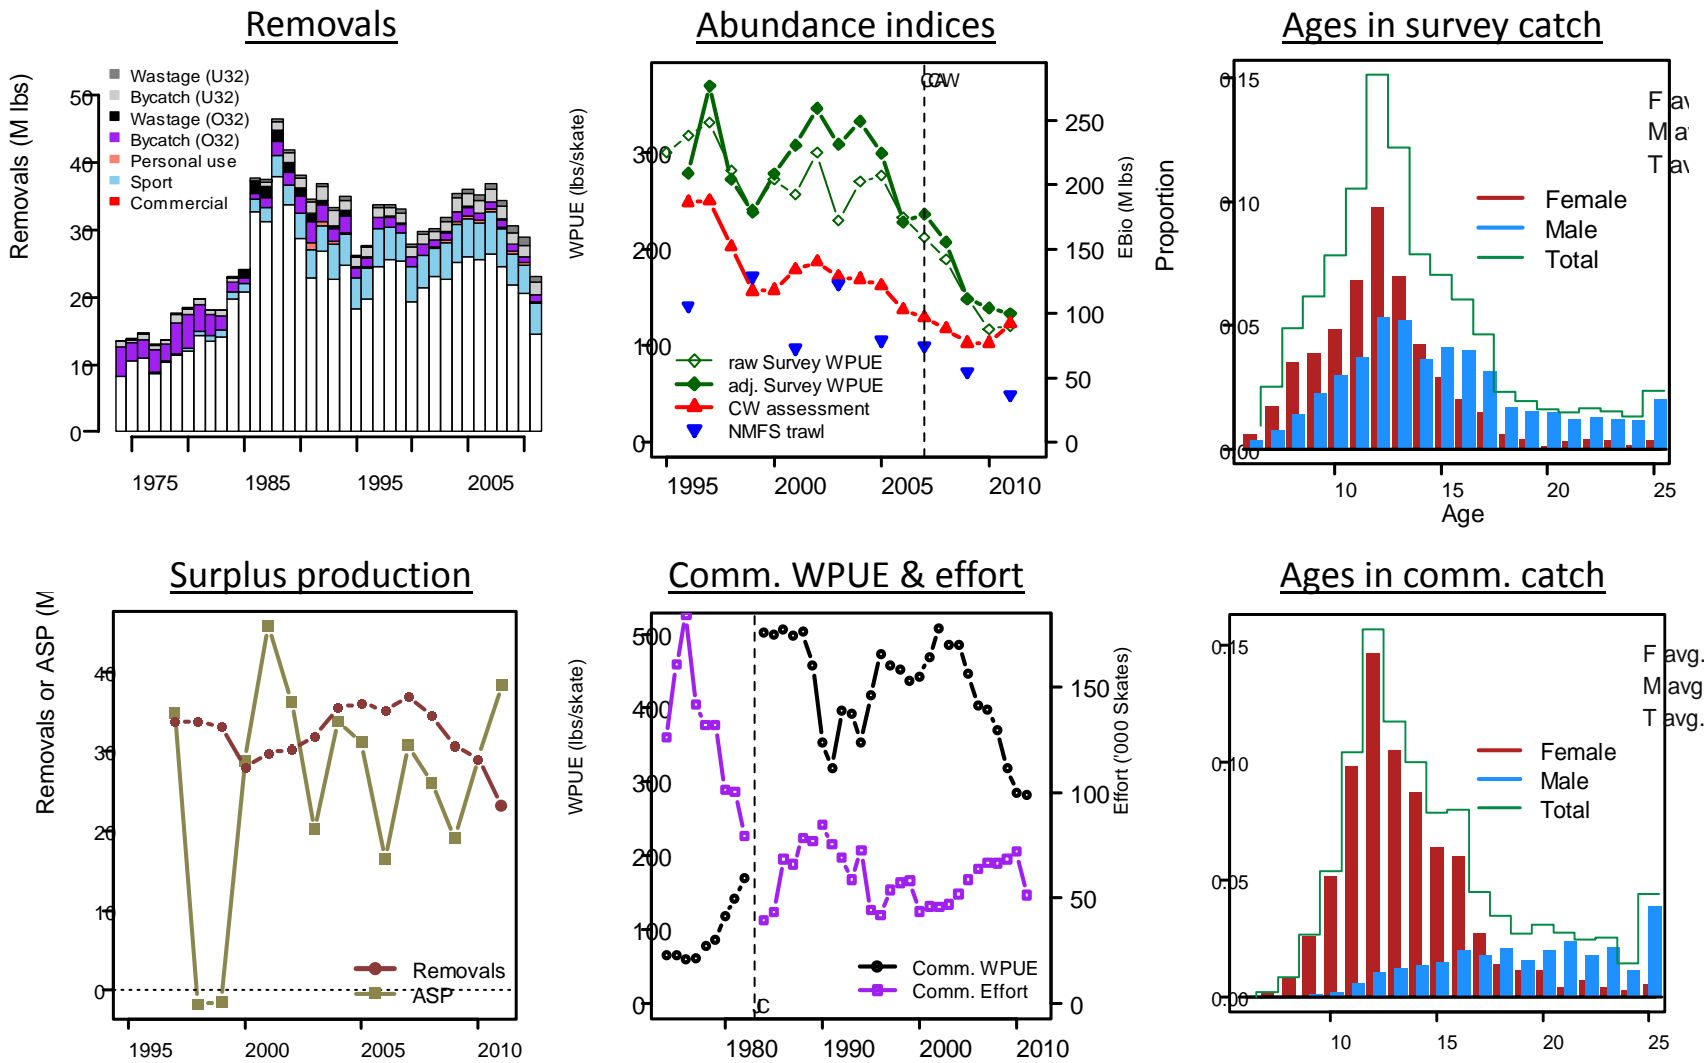 Removals
Removals (M lbs)
Wastage (U32)
Bycatch (U32)
Wastage (O32)
Bycatch (O32)
Personal use
Sport
Commercial
50
40
30
20
10
0
1975
1985
1995
2005
Abundance indices
WPUE (lbs/skate)
300
200
100
0
raw Survey WPUE
adj. Survey WPUE
CW assessment
NMFS trawl
250
200
150
100
50
0
EBio (M lbs)
1995
2000
2005
2010
Ages in survey catch
Proportion
0.15
0.10
0.05
0.00
F av
M av
T av
Female
Male
Total
10
15
20
25
Age
Surplus production
Removals or ASP (M
40
30
20
10
0
Removals
ASP
1995
2000
2005
2010
Comm. WPUE & effort
WPUE (lbs/skate)
500
400
300
200
100
0
Comm. WPUE
Comm. Effort
150
100
50
0
Effort ('000 Skates)
1980
1990
2000
2010
Ages in comm. catch
0.15
0.10
0.05
0.00
F avg.
M avg
T avg.
Female
Male
Total
10
15
20
25